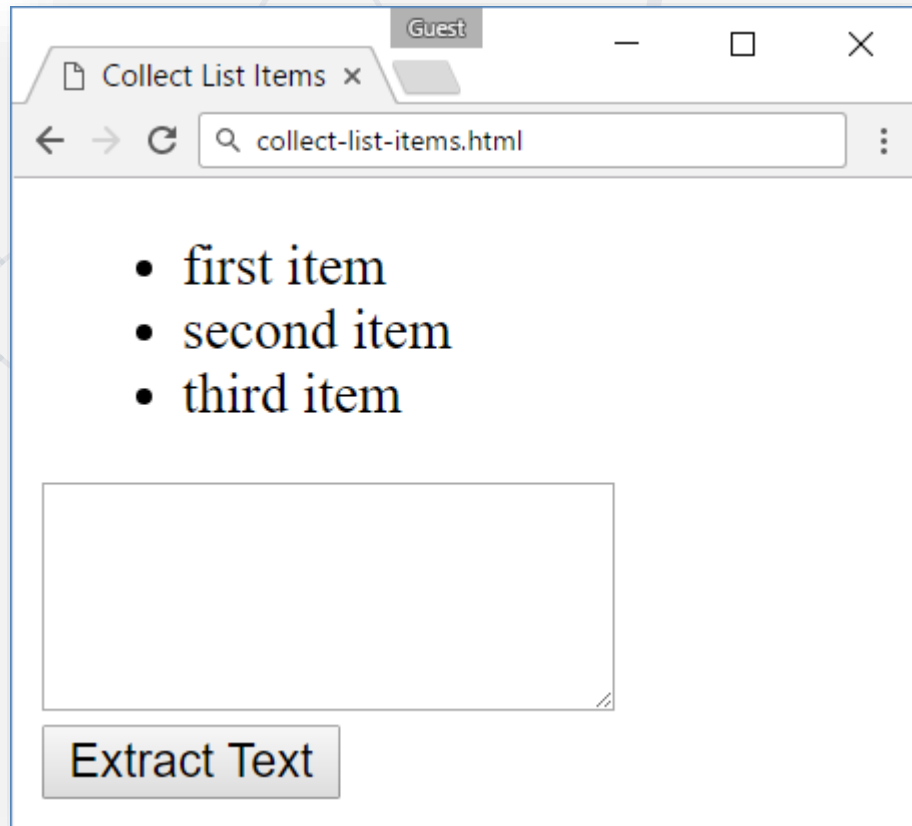 Guest
Collect List Items
collect-list-items.html
first item
second item
third item
Extract Text